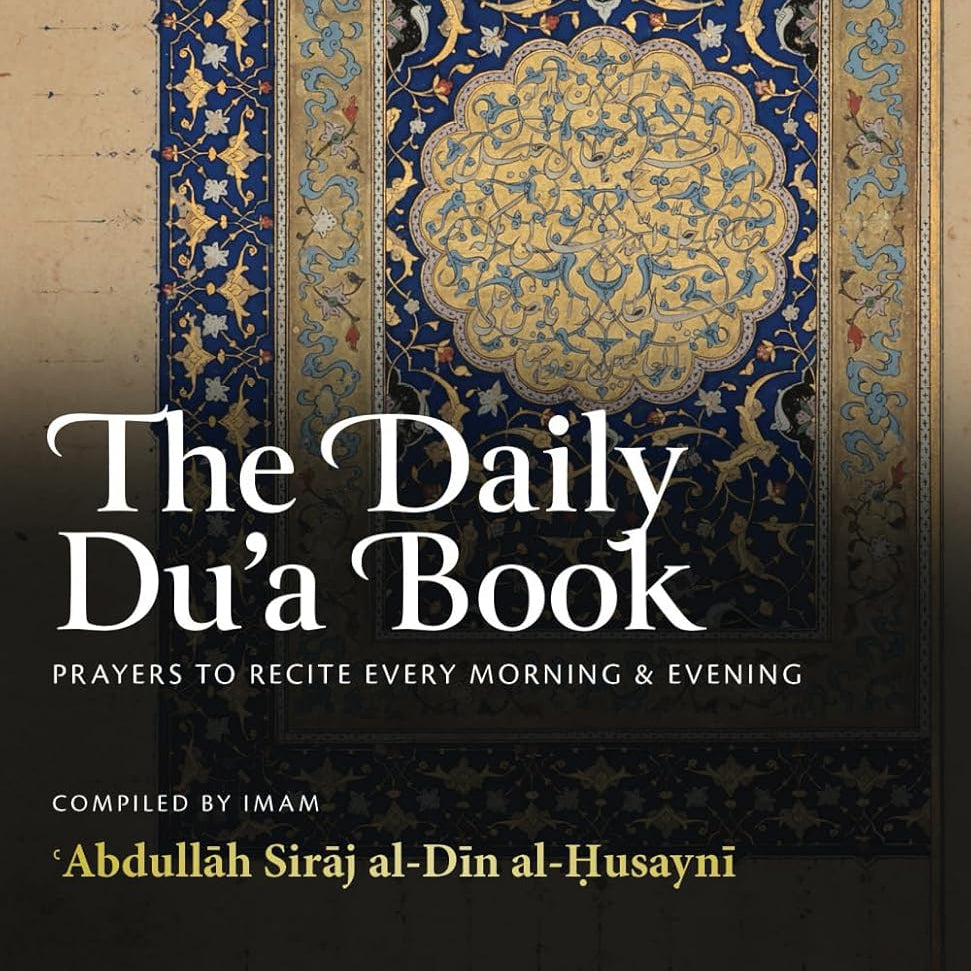 The Daily
Du'a Book
PRAYERS TO RECITE EVERY MORNING & EVENING
COMPILED BY IMAM
ʿAbdullāh Sirāj al-Dīn al-Ḥusaynī